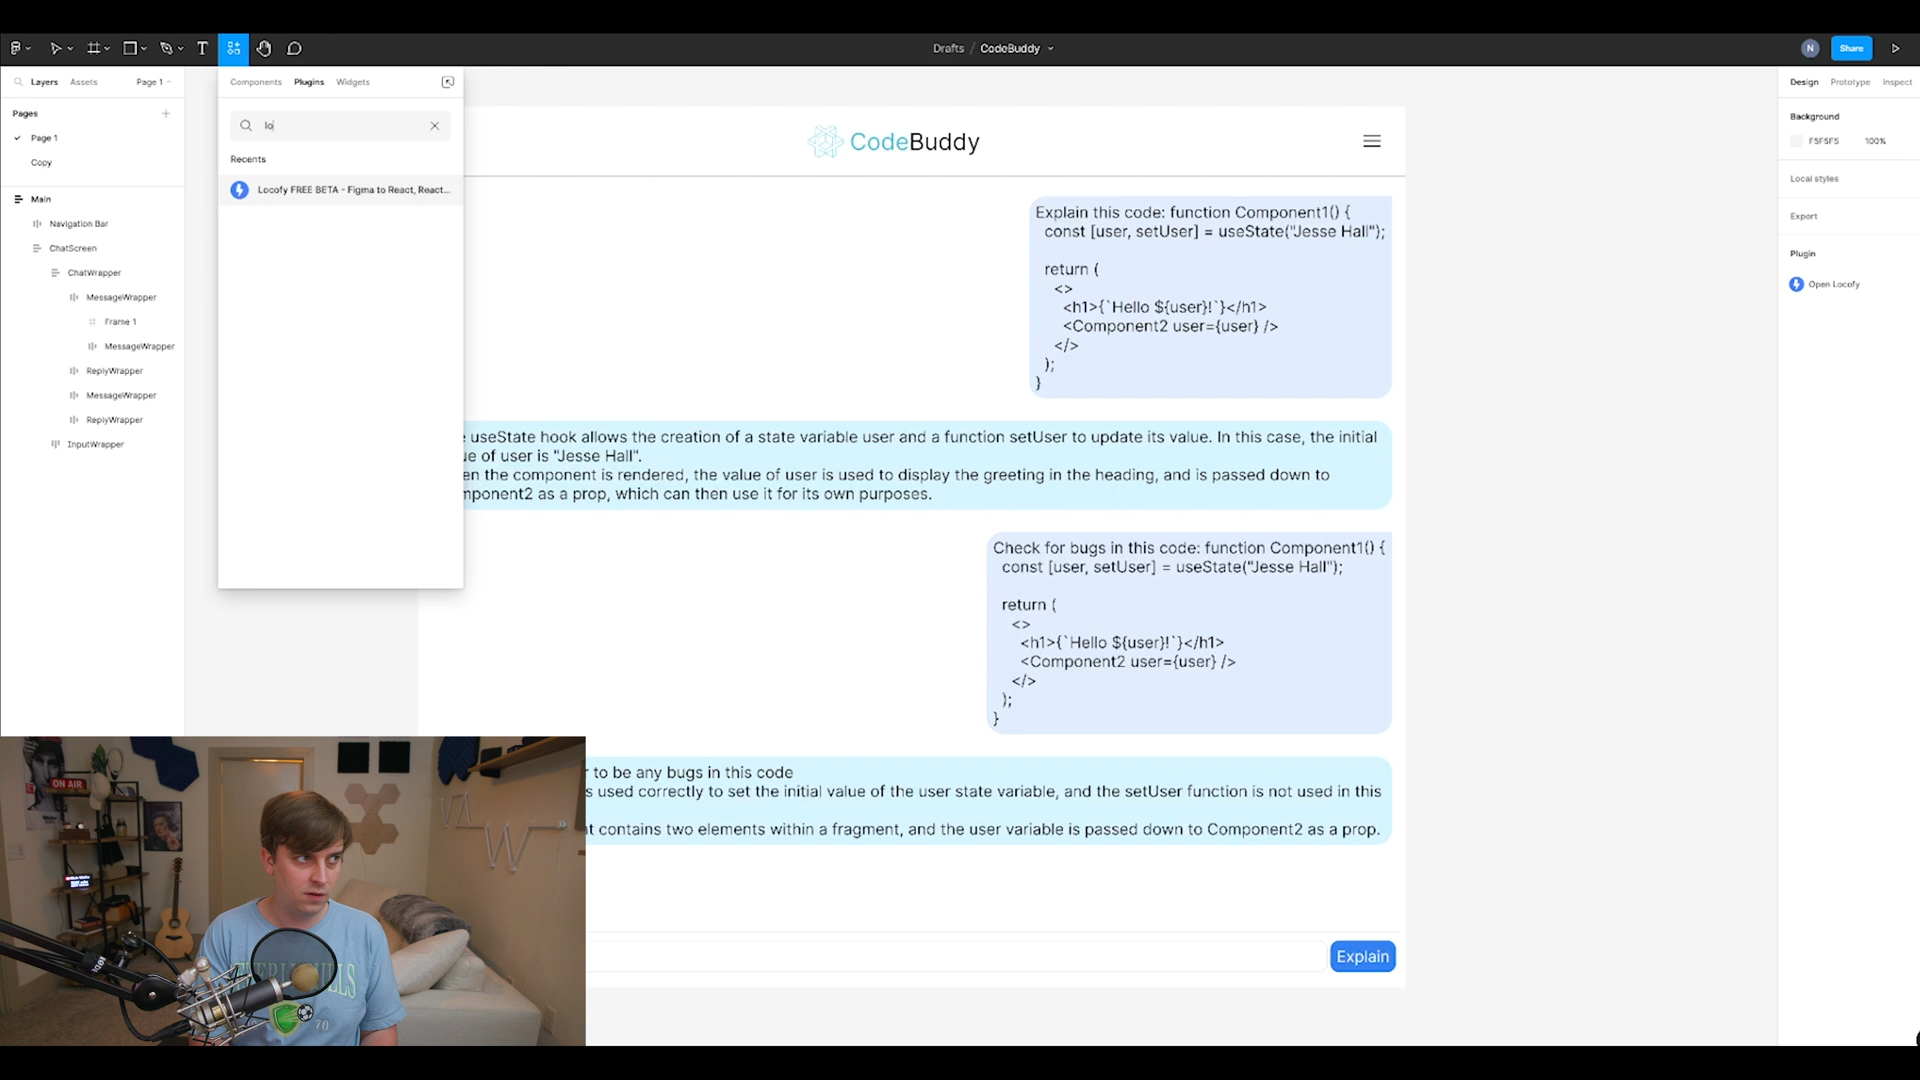 Drafts / CodeBuddy
N
Share
Layers
Assets
Page 1
Components
Plugins
Widgets
Design
Prototype
Inspect
Pages
Page 1
Copy
lo
Recents
Locofy FREE BETA - Figma to React, React...
Main
Navigation Bar
ChatScreen
ChatWrapper
MessageWrapper
Frame 1
MessageWrapper
ReplyWrapper
MessageWrapper
ReplyWrapper
InputWrapper
CodeBuddy
Explain this code: function Component1() {
const [user, setUser] = useState("Jesse Hall");
return (
<>
<h1>{`Hello ${user}!`}</h1>
<Component2 user={user} />
</>
);
}
useState hook allows the creation of a state variable user and a function setUser to update its value. In this case, the initial
ue of user is "Jesse Hall".
en the component is rendered, the value of user is used to display the greeting in the heading, and is passed down to
mponent2 as a prop, which can then use it for its own purposes.
Check for bugs in this code: function Component1() {
const [user, setUser] = useState("Jesse Hall");
return (
<>
<h1>{`Hello ${user}!`}</h1>
<Component2 user={user} />
</>
);
}
to be any bugs in this code
s used correctly to set the initial value of the user state variable, and the setUser function is not used in this
t contains two elements within a fragment, and the user variable is passed down to Component2 as a prop.
Explain
Background
F5F5F5 100%
Local styles
Export
Plugin
Open Locofy
ON AIR
RØDE
70